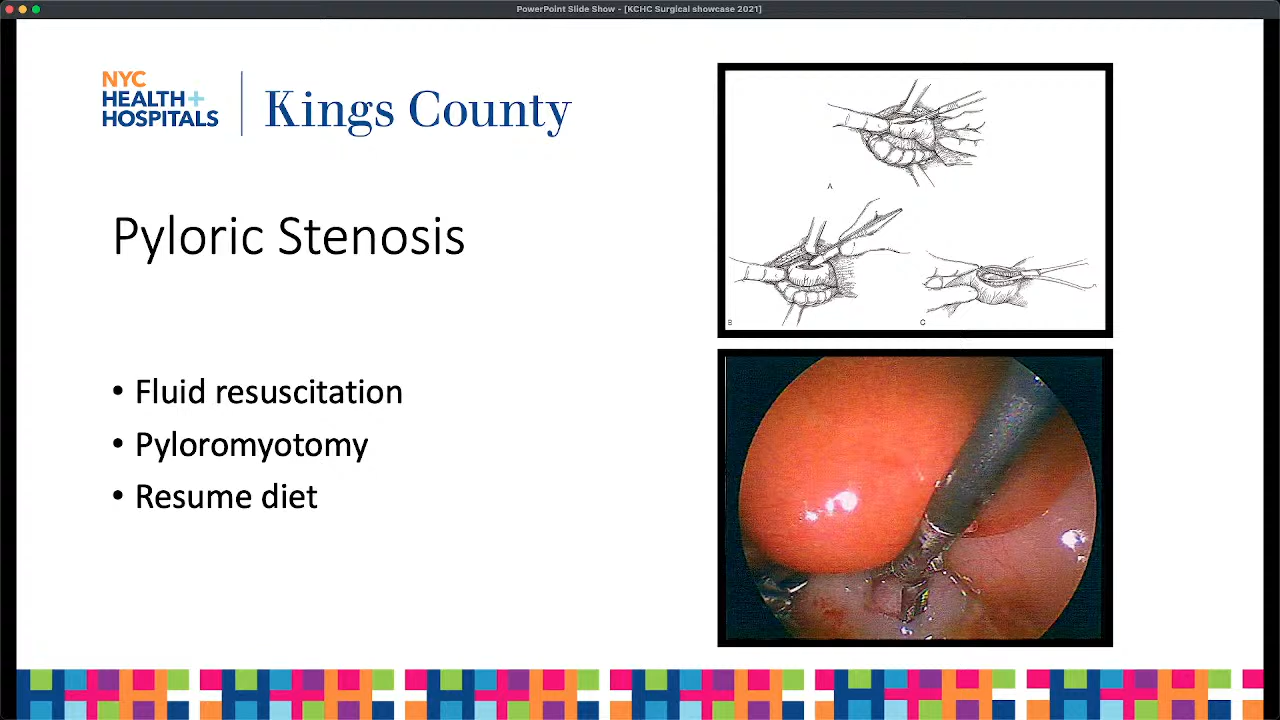 PowerPoint Slide Show - [KCHC Surgical showcase 2021]
NYC
HEALTH+
HOSPITALS
Kings County
Pyloric Stenosis
• Fluid resuscitation
• Pyloromyotomy
• Resume diet
A
B
C